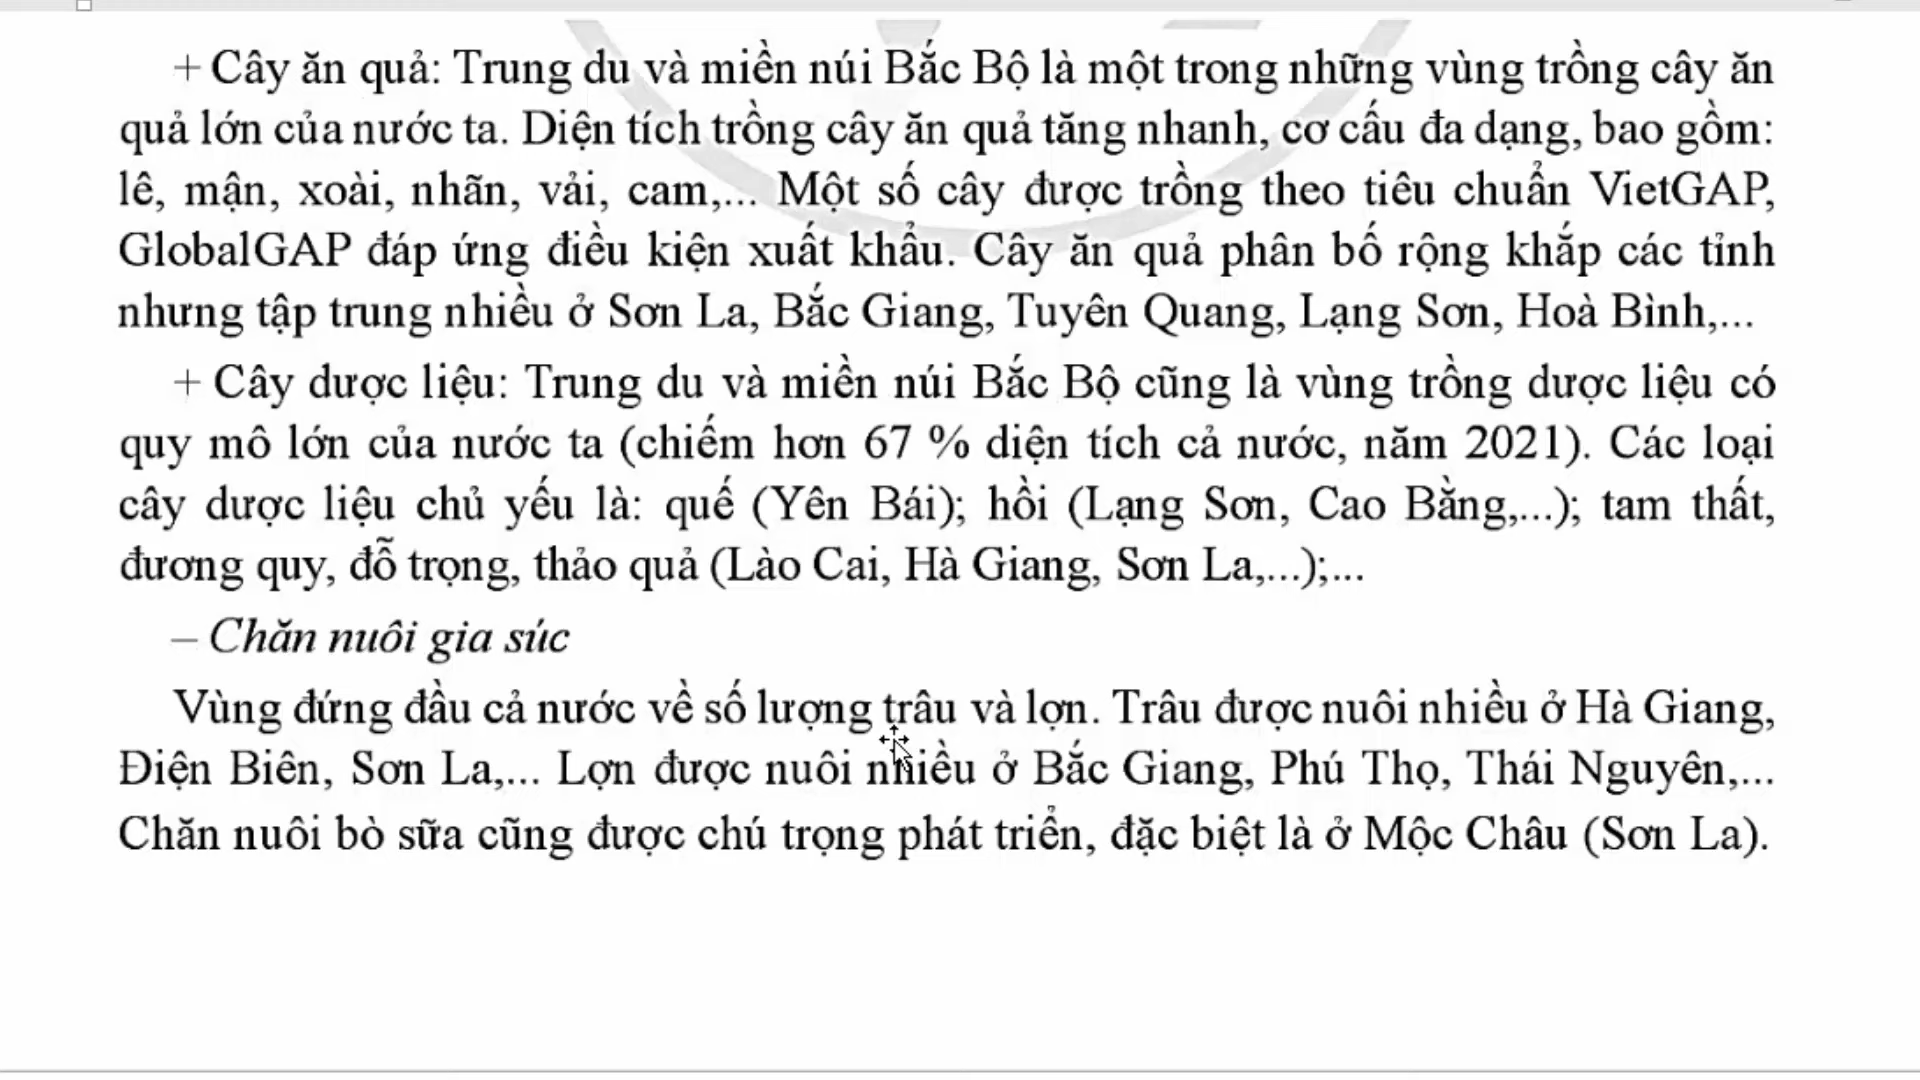 + Cây ăn quả: Trung du và miền núi Bắc Bộ là một trong những vùng trồng cây ăn
quả lớn của nước ta. Diện tích trồng cây ăn quả tăng nhanh, cơ cấu đa dạng, bao gồm:
lê, mận, xoài, nhãn, vải, cam,... Một số cây được trồng theo tiêu chuẩn VietGAP,
GlobalGAP đáp ứng điều kiện xuất khẩu. Cây ăn quả phân bố rộng khắp các tỉnh
nhưng tập trung nhiều ở Sơn La, Bắc Giang, Tuyên Quang, Lạng Sơn, Hoà Bình,...
+ Cây dược liệu: Trung du và miền núi Bắc Bộ cũng là vùng trồng dược liệu có
quy mô lớn của nước ta (chiếm hơn 67 % diện tích cả nước, năm 2021). Các loại
cây dược liệu chủ yếu là: quế (Yên Bái); hồi (Lạng Sơn, Cao Bằng,...); tam thất,
đương quy, đỗ trọng, thảo quả (Lào Cai, Hà Giang, Sơn La,...);...
– Chăn nuôi gia súc
Vùng đứng đầu cả nước về số lượng trâu và lợn. Trâu được nuôi nhiều ở Hà Giang,
Điện Biên, Sơn La,... Lợn được nuôi nhiều ở Bắc Giang, Phú Thọ, Thái Nguyên,...
Chăn nuôi bò sữa cũng được chú trọng phát triển, đặc biệt là ở Mộc Châu (Sơn La).